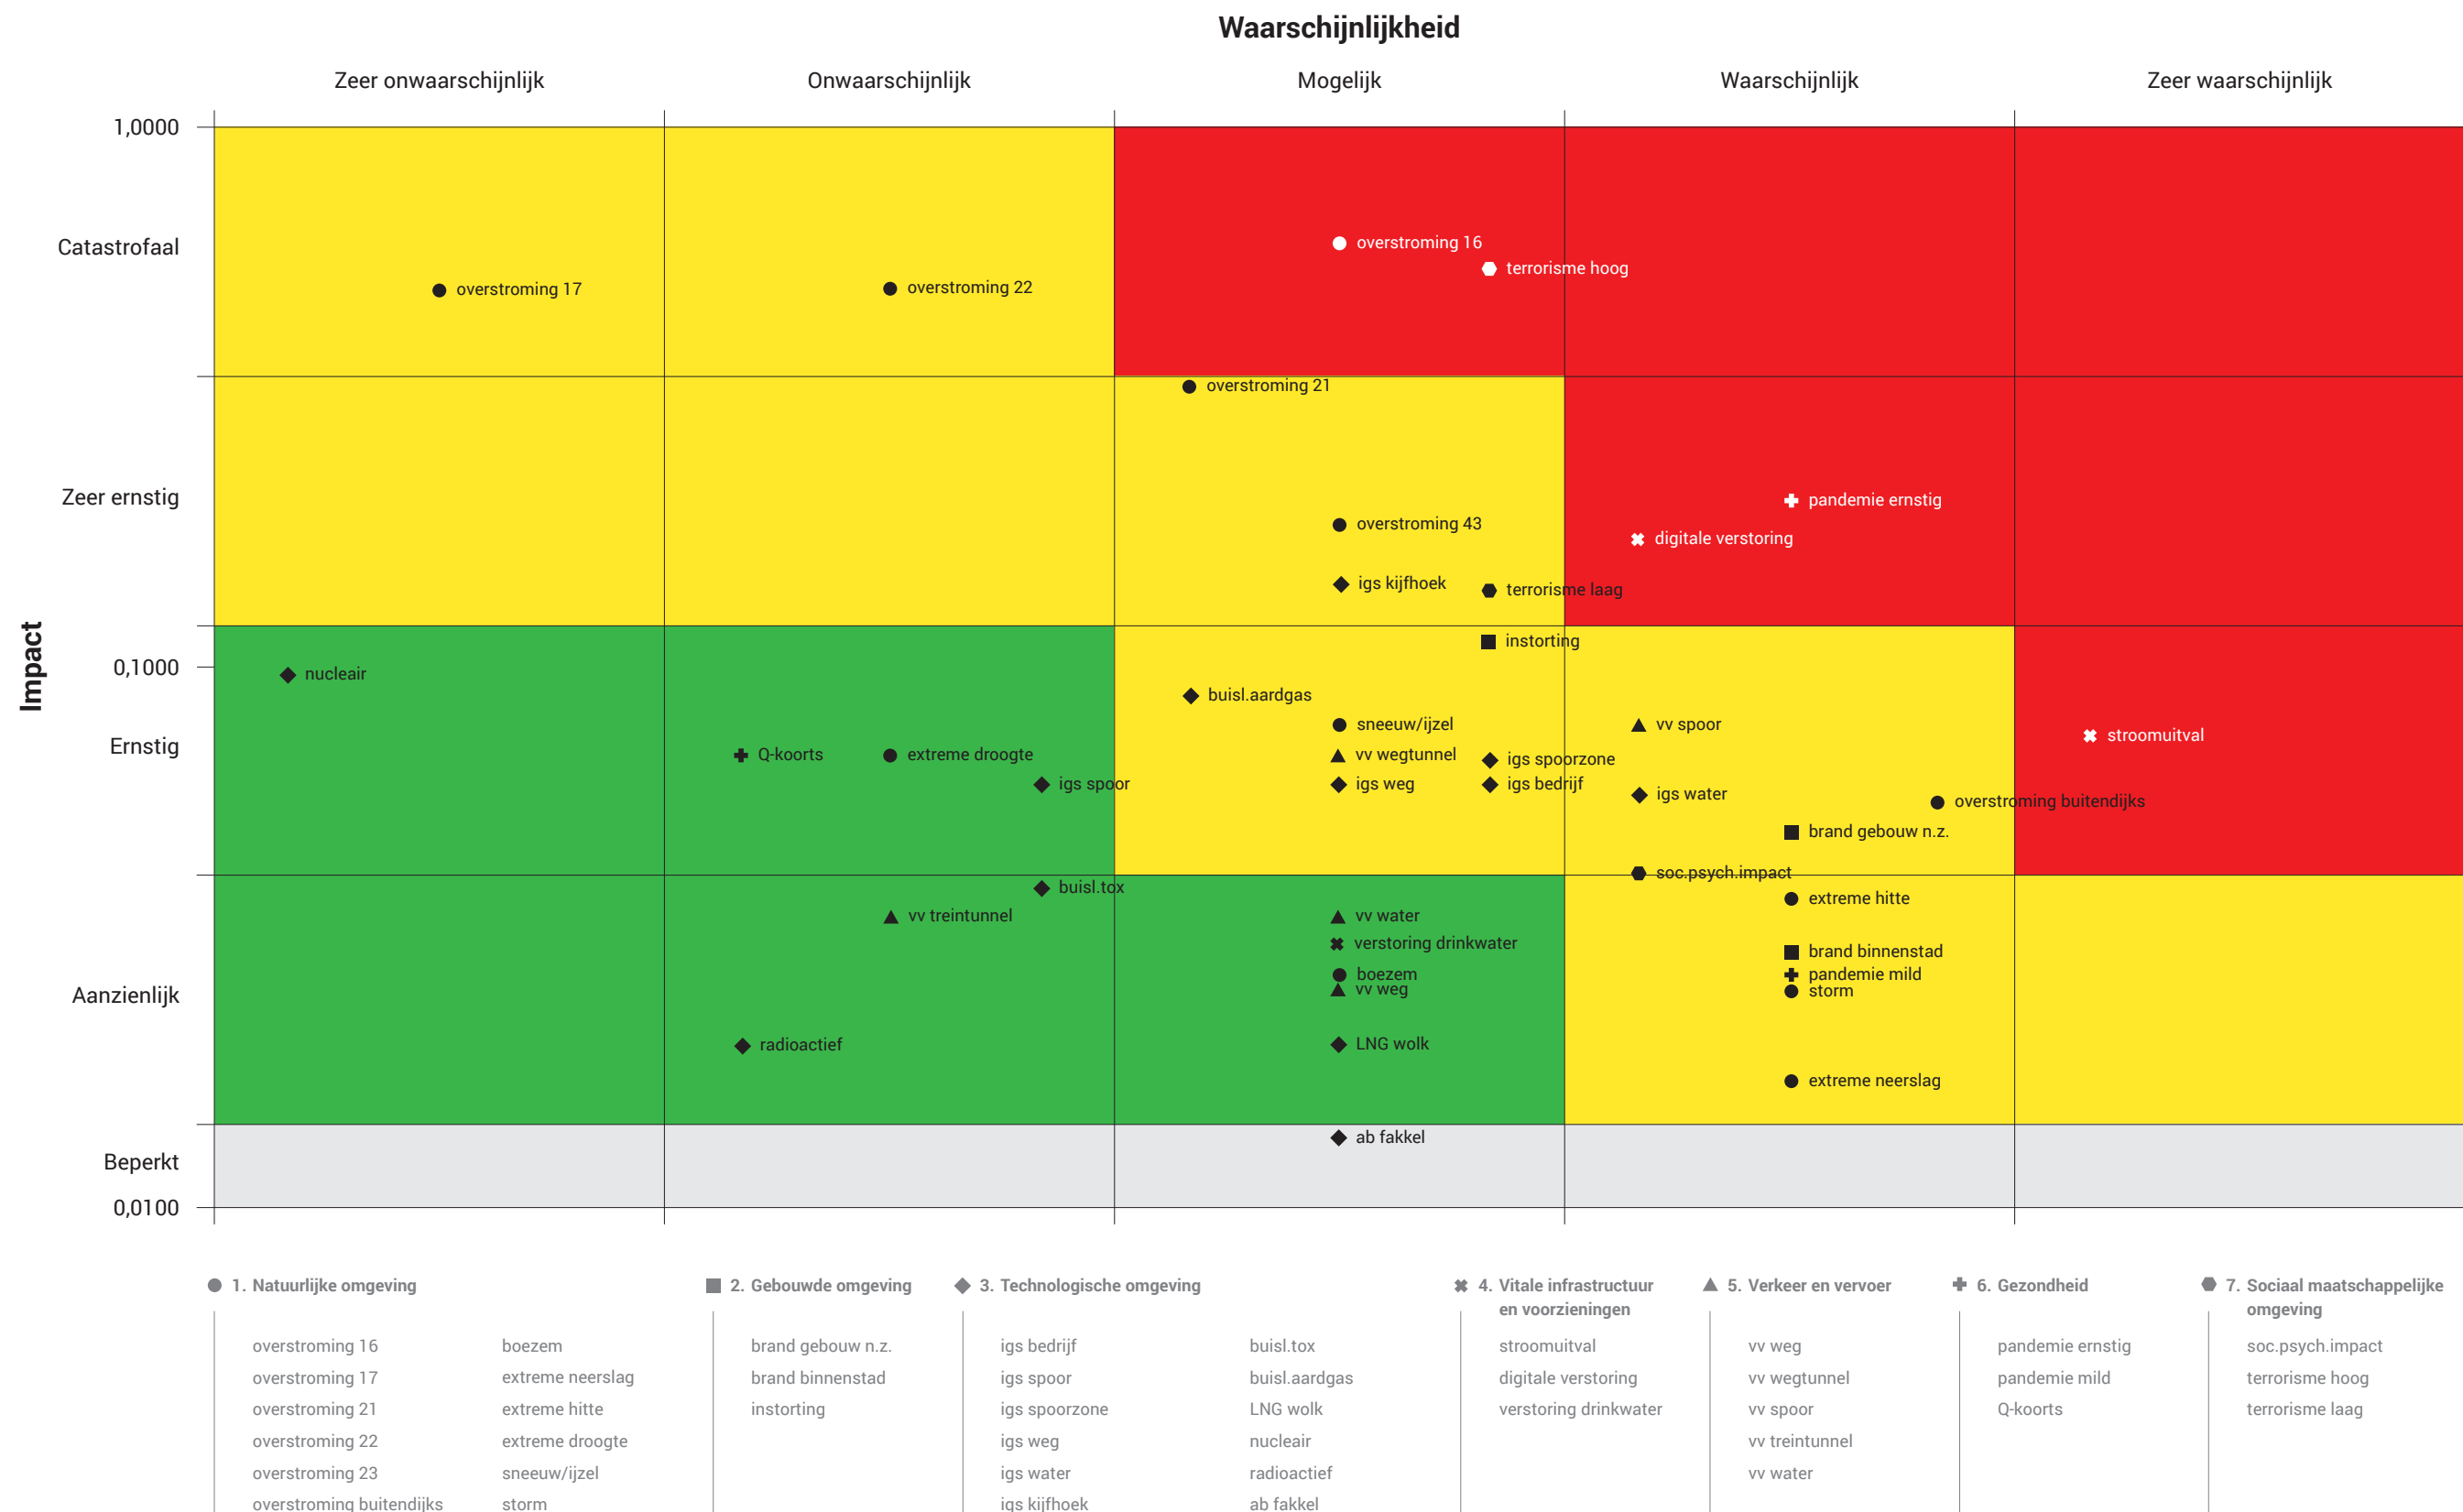 Waarschijnlijkheid
Zeer onwaarschijnlijk
Onwaarschijnlijk
Mogelijk
Waarschijnlijk
Zeer waarschijnlijk
Impact
1,0000
Catastrofaal
Zeer ernstig
0,1000
Ernstig
Aanzienlijk
Beperkt
0,0100
overstroming 16
terrorisme hoog
overstroming 17
overstroming 22
overstroming 21
pandemie ernstig
overstroming 43
digitale verstoring
igs kijfhoek
terrorisme laag
instorting
nucleair
buisl.aardgas
sneeuw/ijzel
vv spoor
stroomuitval
Q-koorts
extreme droogte
vv wegtunnel
igs spoorzone
igs spoor
igs weg
igs bedrijf
igs water
overstroming buitendijks
brand gebouw n.z.
soc.psych.impact
buisl.tox
extreme hitte
vv treintunnel
vv water
verstoring drinkwater
brand binnenstad
boezem
pandemie mild
vv weg
storm
radioactief
LNG wolk
extreme neerslag
ab fakkel
1. Natuurlijke omgeving
overstroming 16
overstroming 17
overstroming 21
overstroming 22
overstroming 23
overstroming buitendijks
boezem
extreme neerslag
extreme hitte
extreme droogte
sneeuw/ijzel
storm
2. Gebouwde omgeving
brand gebouw n.z.
brand binnenstad
instorting
3. Technologische omgeving
igs bedrijf
igs spoor
igs spoorzone
igs weg
igs water
igs kijfhoek
buisl.tox
buisl.aardgas
LNG wolk
nucleair
radioactief
ab fakkel
4. Vitale infrastructuur
en voorzieningen
stroomuitval
digitale verstoring
verstoring drinkwater
5. Verkeer en vervoer
vv weg
vv wegtunnel
vv spoor
vv treintunnel
vv water
6. Gezondheid
pandemie ernstig
pandemie mild
Q-koorts
7. Sociaal maatschappelijke
omgeving
soc.psych.impact
terrorisme hoog
terrorisme laag